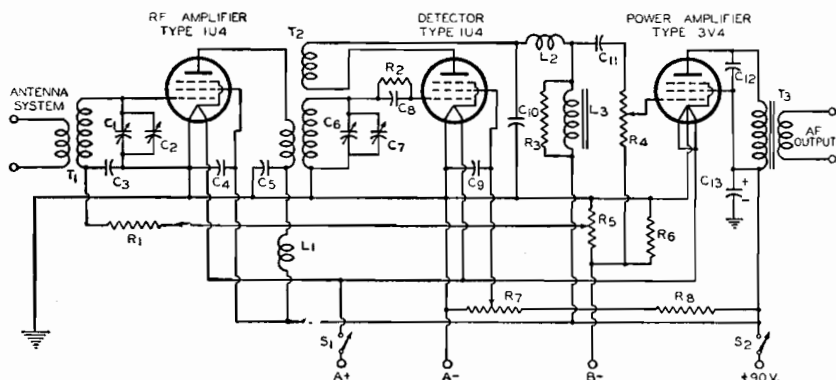 RF AMPLIFIER
TYPE 1U4
DETECTOR
TYPE 1U4
POWER AMPLIFIER
TYPE 3V4
ANTENNA
SYSTEM
T1
C1
C2
C3
C4
C5
R1
L1
T2
R2
C8
C6
C7
C9
C10
L2
R3
L3
C11
R4
C12
C13
+
-
T3
AF
OUTPUT
R5
R6
R7
R8
S1
S2
A+
A-
B-
+90V